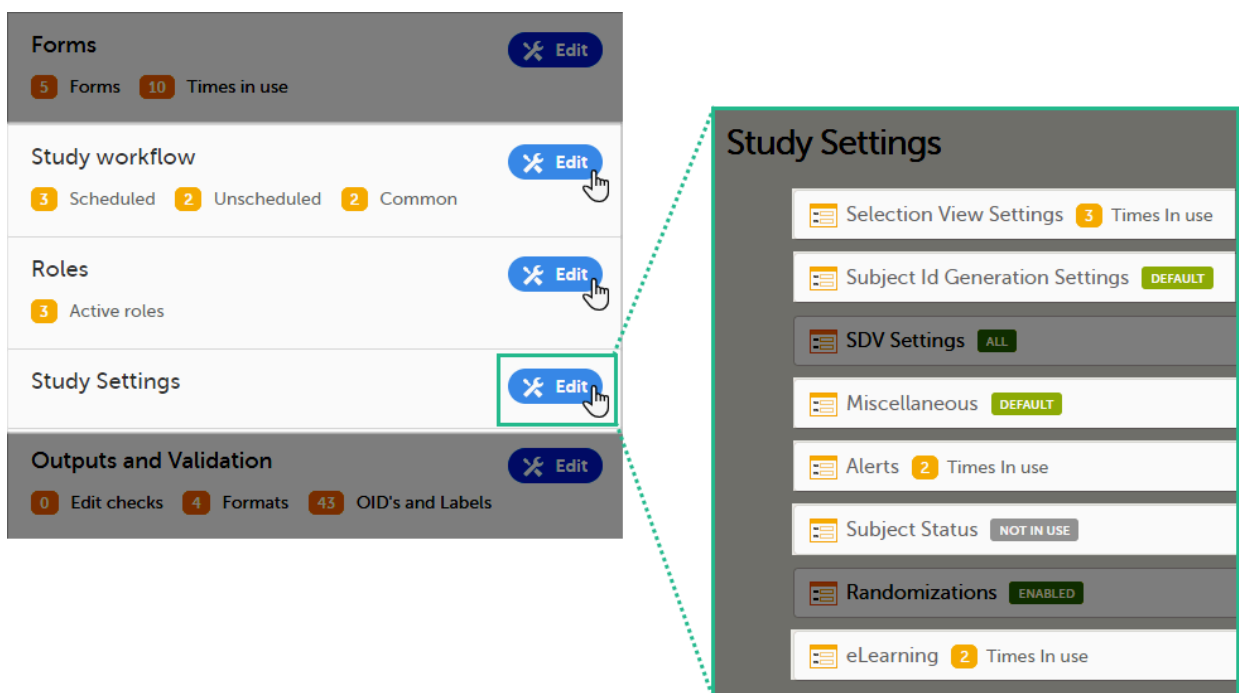 Forms
Edit
5 Forms 10 Times in use
Study workflow
Edit
3 Scheduled 2 Unscheduled 2 Common
Roles
Edit
3 Active roles
Study Settings
Edit
Outputs and Validation
Edit
0 Edit checks 4 Formats 43 OID's and Labels
Study Settings
Selection View Settings 3 Times In use
Subject Id Generation Settings DEFAULT
SDV Settings ALL
Miscellaneous DEFAULT
Alerts 2 Times In use
Subject Status NOT IN USE
Randomizations ENABLED
eLearning 2 Times In use